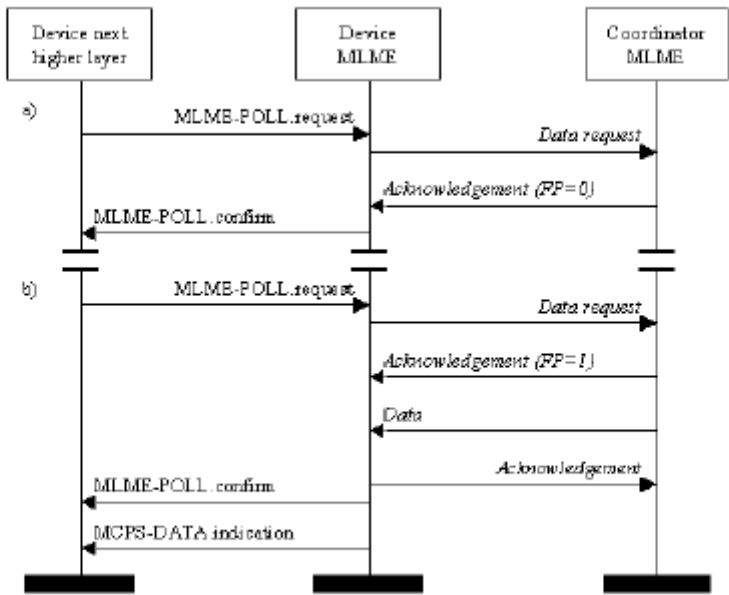 Device next
higher layer
Device
MLME
Coordinator
MLME
a)
MLME-POLL.request
Data request
Acknowledgement (FP=0)
MLME-POLL.confirm
b)
MLME-POLL.request
Data request
Acknowledgement (FP=1)
Data
Acknowledgement
MLME-POLL.confirm
MCPS-DATA.indication